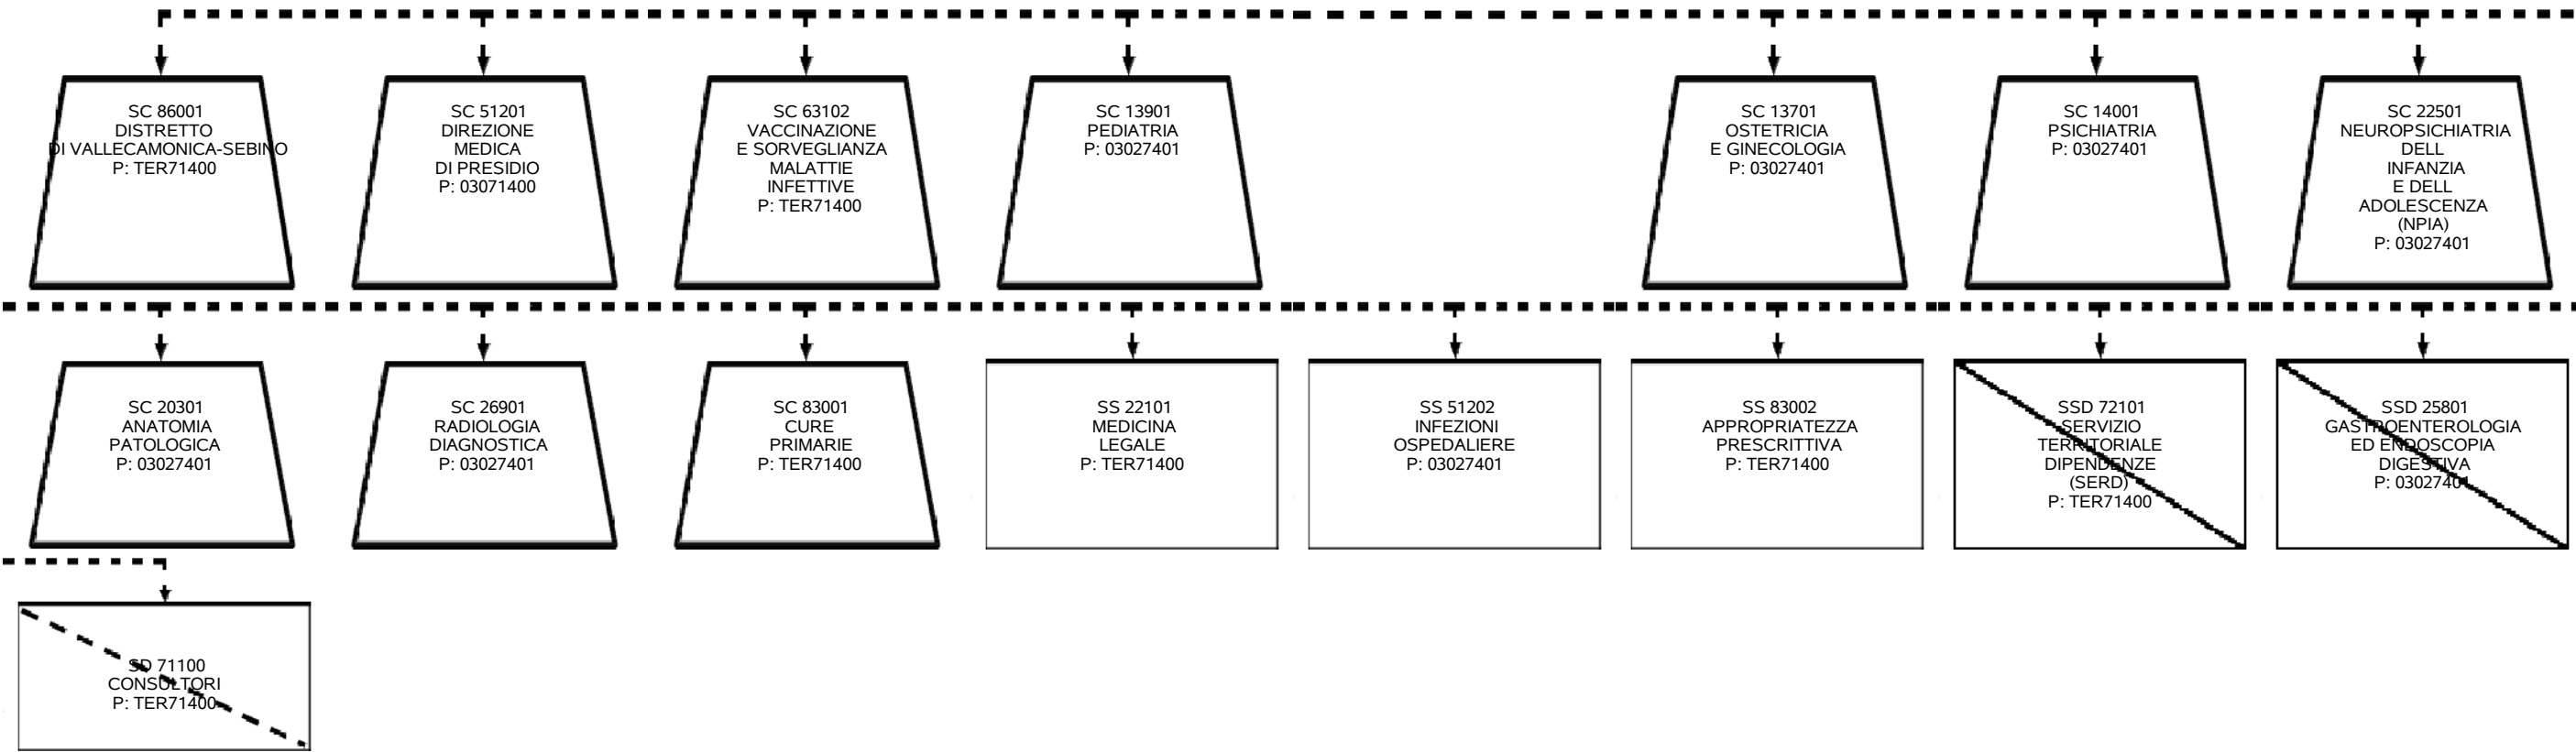 SC 86001
DISTRETTO
DI VALLECAMONICA-SEBINO
P: TER71400
SC 51201
DIREZIONE
MEDICA
DI PRESIDIO
P: 03071400
SC 63102
VACCINAZIONE
E SORVEGLIANZA
MALATTIE
INFETTIVE
P: TER71400
SC 13901
PEDIATRIA
P: 03027401
SC 13701
OSTETRICIA
E GINECOLOGIA
P: 03027401
SC 14001
PSICHIATRIA
P: 03027401
SC 22501
NEUROPSICHIATRIA
DELL
INFANZIA
E DELL
ADOLESCENZA
(NPIA)
P: 03027401
SC 20301
ANATOMIA
PATOLOGICA
P: 03027401
SC 26901
RADIOLOGIA
DIAGNOSTICA
P: 03027401
SC 83001
CURE
PRIMARIE
P: TER71400
SS 22101
MEDICINA
LEGALE
P: TER71400
SS 51202
INFEZIONI
OSPEDALIERE
P: 03027401
SS 83002
APPROPRIATEZZA
PRESCRITTIVA
P: TER71400
SSD 72101
SERVIZIO
TERRITORIALE
DIPENDENZE
(SERD)
P: TER71400
SSD 25801
GASTROENTEROLOGIA
ED ENDOSCOPIA
DIGESTIVA
P: 03027401
SD 71100
CONSULTORI
P: TER71400